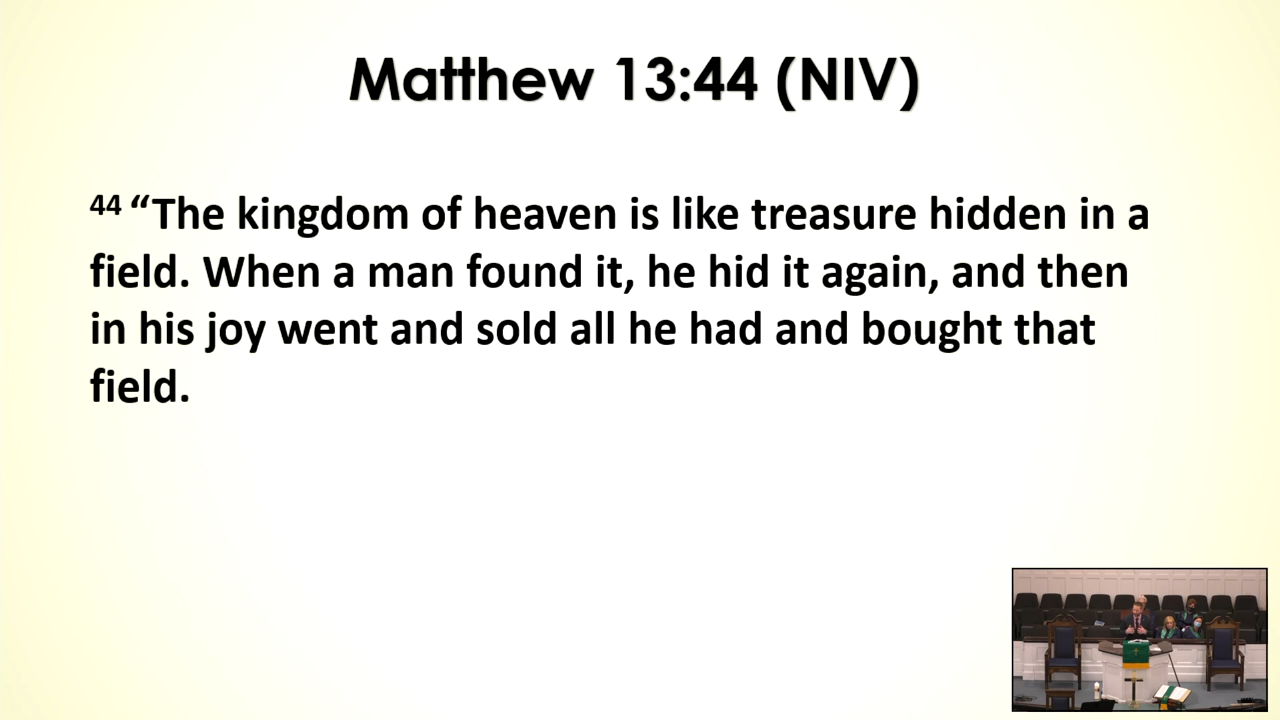 Matthew 13:44 (NIV)
44 “The kingdom of heaven is like treasure hidden in a
field. When a man found it, he hid it again, and then
in his joy went and sold all he had and bought that
field.